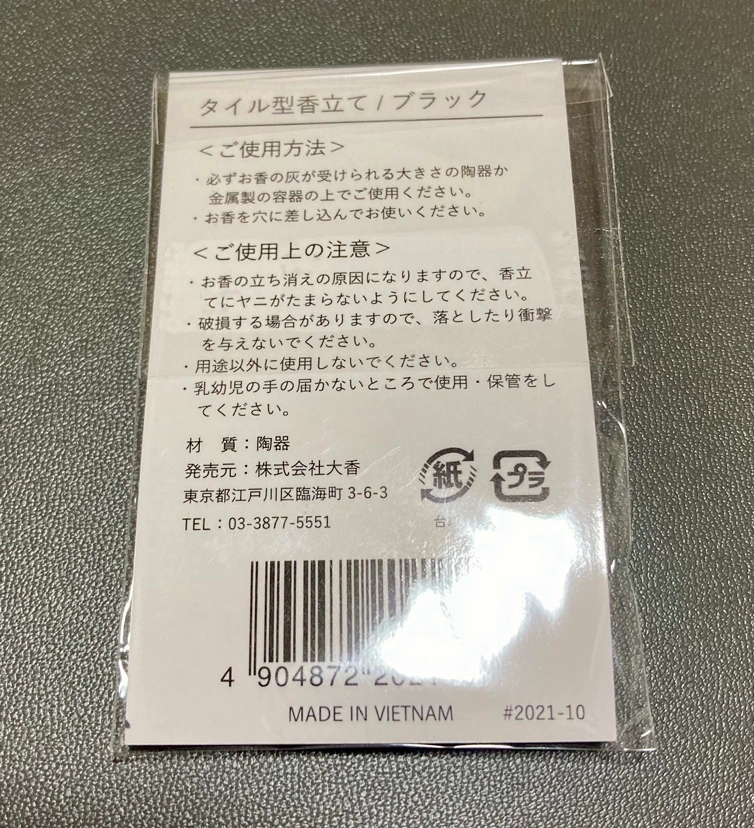 タイル型香立て / ブラック
＜ご使用方法＞
・必ずお香の灰が受けられる大きさの陶器か
金属製の容器の上でご使用ください。
・お香を穴に差し込んでお使いください。
＜ご使用上の注意＞
・お香の立ち消えの原因になりますので、香立
てにヤニがたまらないようにしてください。
・破損する場合がありますので、落としたり衝撃
を与えないでください。
・用途以外に使用しないでください。
・乳幼児の手の届かないところで使用・保管をし
てください。
材　質：陶器
発売元：株式会社大香
東京都江戸川区臨海町 3-6-3
TEL：03-3877-5551
紙 プラ
台
4 904872
MADE IN VIETNAM #2021-10